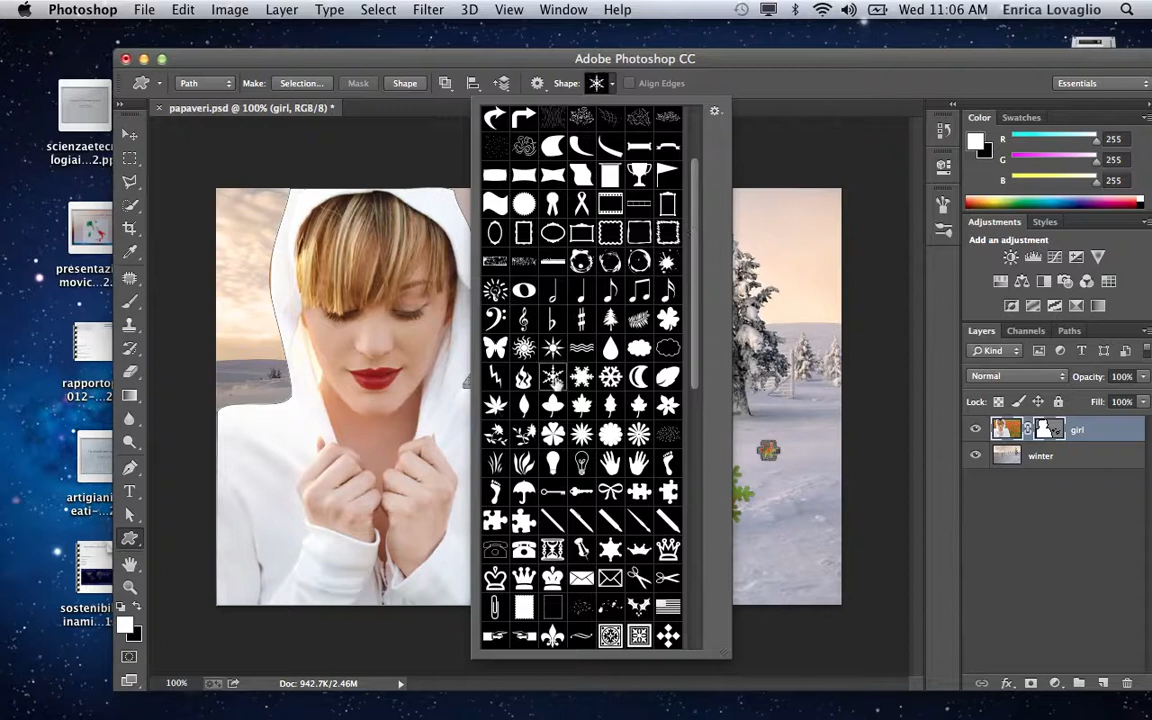 Photoshop File Edit Image Layer Type Select Filter 3D View Window Help Wed 11:06 AM Enrica Lovaglio
Adobe Photoshop CC
Path Make: Selection... Mask Shape Shape: Align Edges Essentials
papaveri.psd @ 100% (girl, RGB/8) *
Color Swatches
R 255
G 255
B 255
Adjustments Styles
Add an adjustment
Layers Channels Paths
Kind
Normal Opacity: 100%
Lock: Fill: 100%
girl
winter
100% Doc: 942.7K/2.46M
scienzaetec
logiai...2.pp
presentazi
movic...2.
rapportop
012-...2.
artigiani
eati-...2.
sostenibi
inami...1